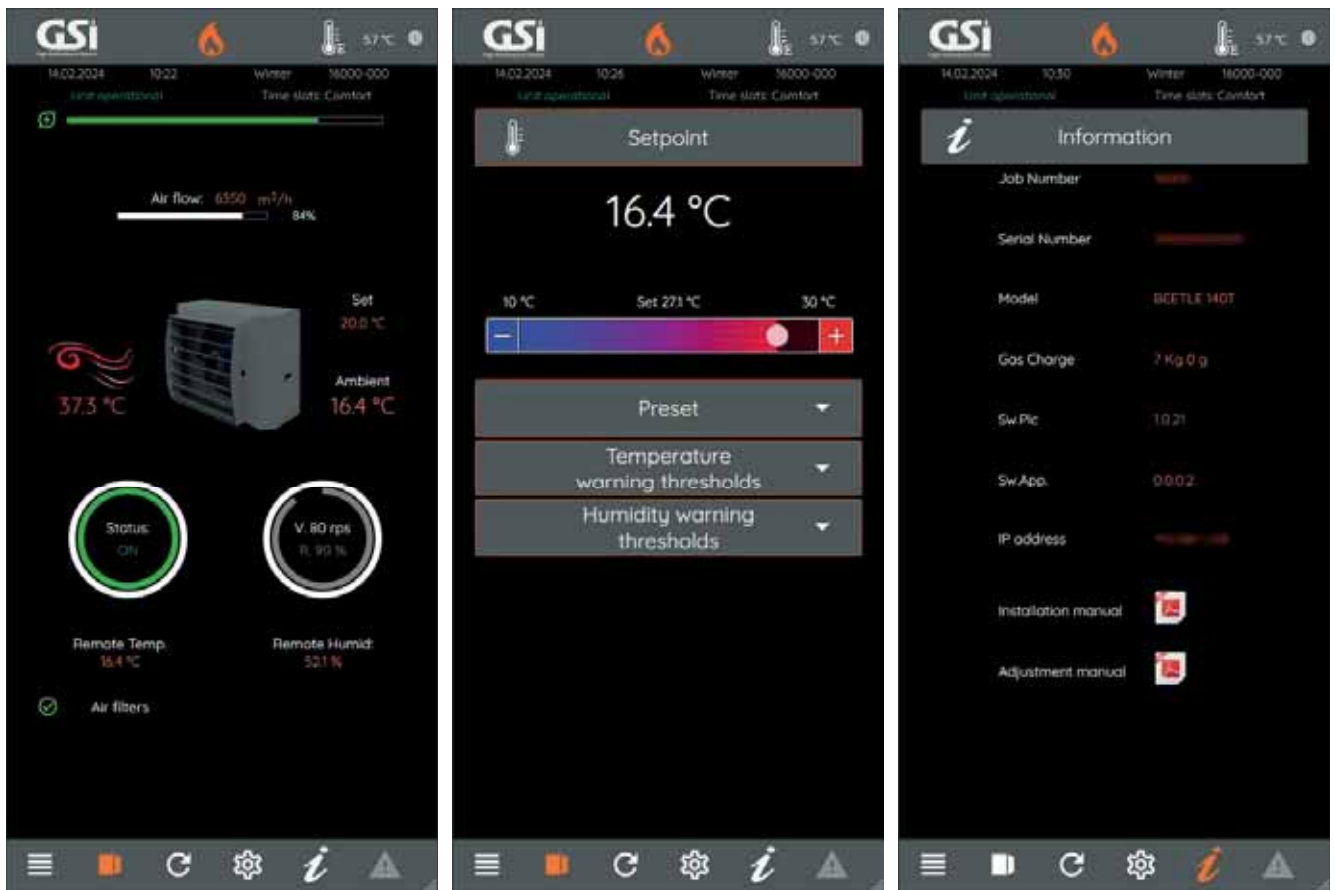 GSi
57 °C
14.02.2024 10:22 Winter 16000-000
Unit operational Time slots: Comfort
Air flow: 6350 m³/h
84%
Set
20.0 °C
Ambient
37.3 °C
16.4 °C
Status:
ON
V. 80 rps
R. 90 %
Remote Temp.
16.4 °C
Remote Humid:
52.1 %
Air filters
GSi
57 °C
14.02.2024 10:26 Winter 16000-000
Unit operational Time slots: Comfort
Setpoint
16.4 °C
10 °C Set 27.1 °C 30 °C
− +
Preset
Temperature
warning thresholds
Humidity warning
thresholds
GSi
57 °C
14.02.2024 10:30 Winter 16000-000
Unit operational Time slots: Comfort
i Information
Job Number
Serial Number
Model BEETLE 140T
Gas Charge 7 Kg 0 g
Sw.Pic 1.0.21
Sw.App. 0.0.0.2
IP address
Installation manual
Adjustment manual